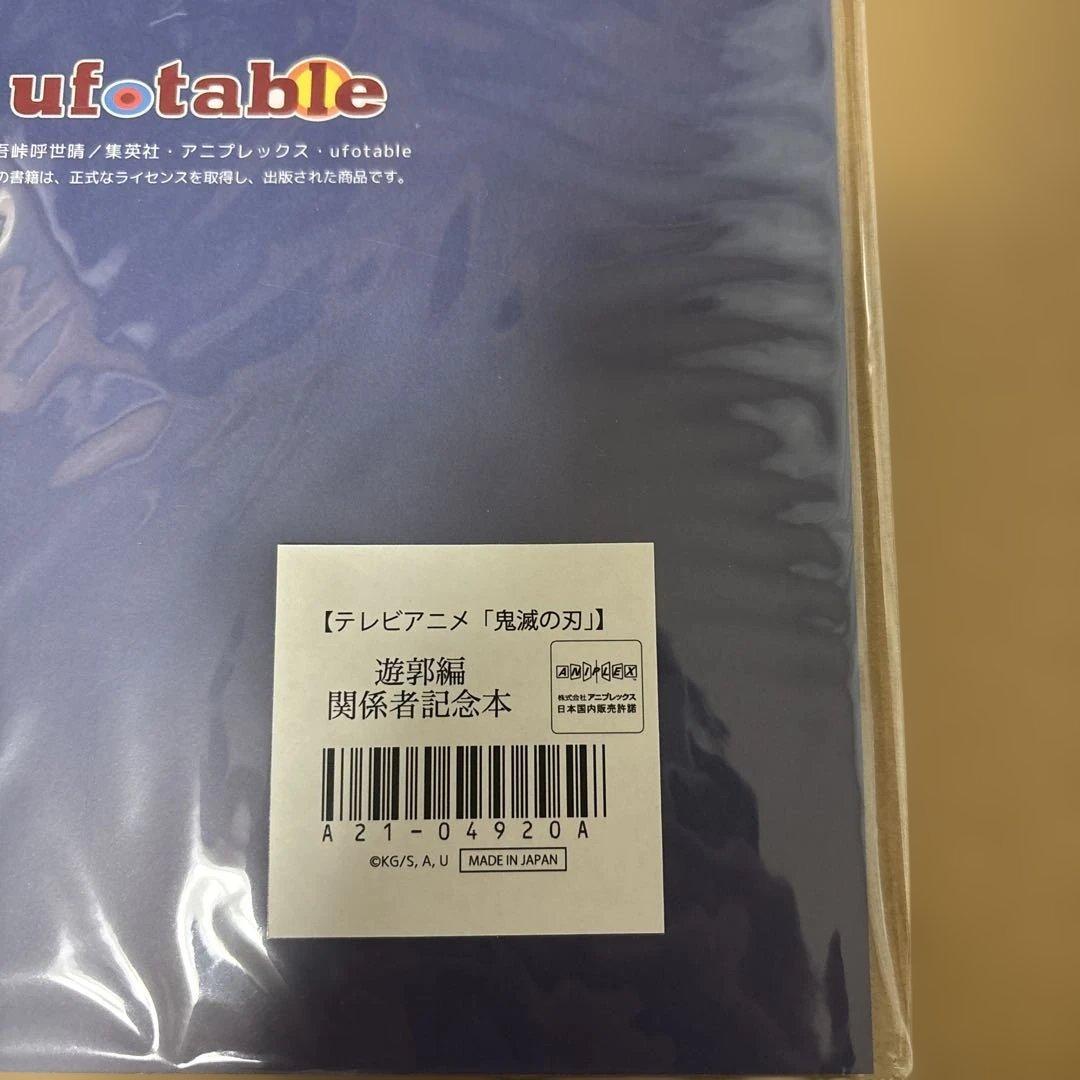 ufotable
吾峠呼世晴／集英社・アニプレックス・ufotable
の書籍は、正式なライセンスを取得し、出版された商品です。
【テレビアニメ「鬼滅の刃」】
遊郭編
関係者記念本
ANIPLEX
株式会社アニプレックス
日本国内販売許諾
A21-04920A
©KG/S, A, U MADE IN JAPAN